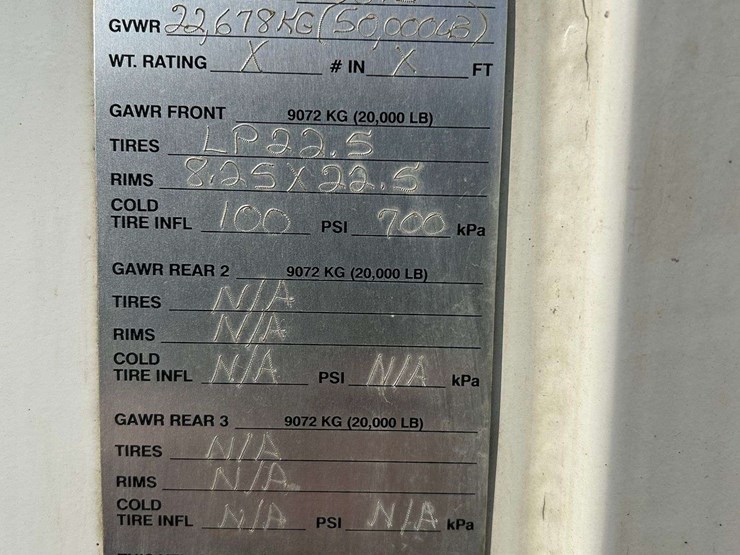 GVWR 22,678KG(50,000LB)
WT. RATING X # IN X FT
GAWR FRONT 9072 KG (20,000 LB)
TIRES LP22.5
RIMS 8.25X22.5
COLD
TIRE INFL 100 PSI 700 kPa
GAWR REAR 2 9072 KG (20,000 LB)
TIRES N/A
RIMS N/A
COLD
TIRE INFL N/A PSI N/A kPa
GAWR REAR 3 9072 KG (20,000 LB)
TIRES N/A
RIMS N/A
COLD
TIRE INFL N/A PSI N/A kPa